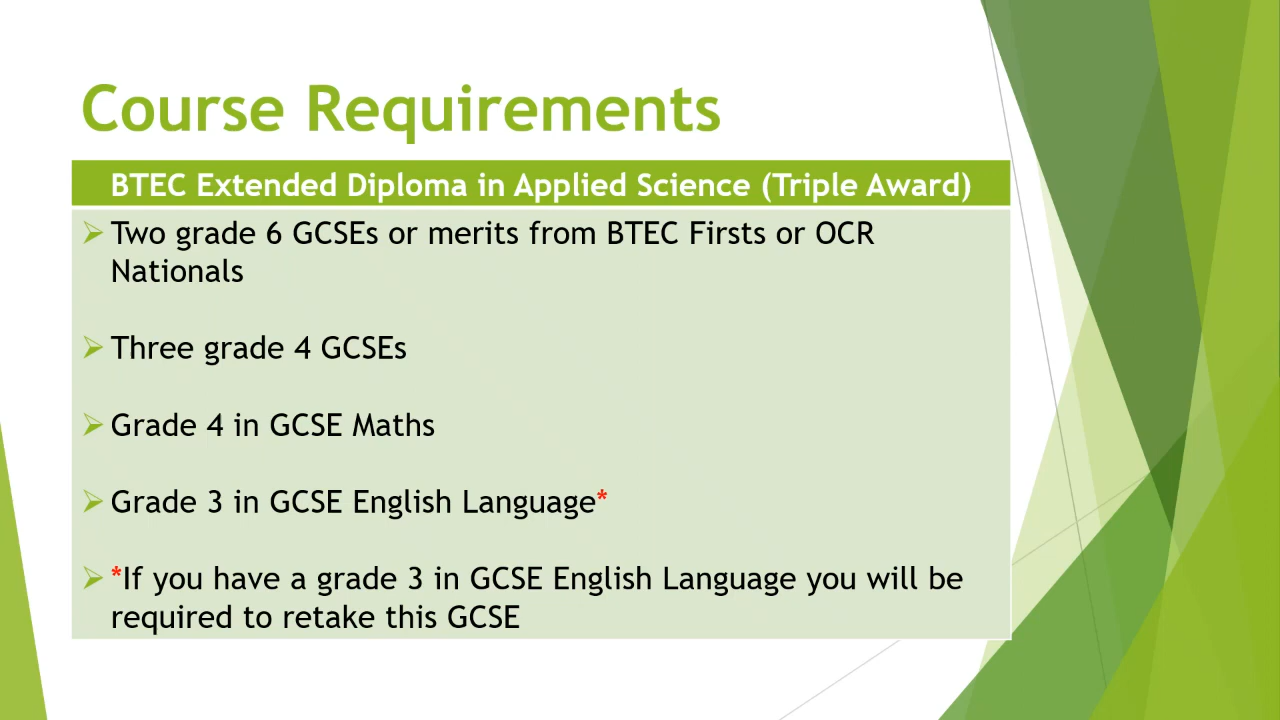 Course Requirements
BTEC Extended Diploma in Applied Science (Triple Award)
Two grade 6 GCSEs or merits from BTEC Firsts or OCR
Nationals
Three grade 4 GCSEs
Grade 4 in GCSE Maths
Grade 3 in GCSE English Language*
*If you have a grade 3 in GCSE English Language you will be
required to retake this GCSE